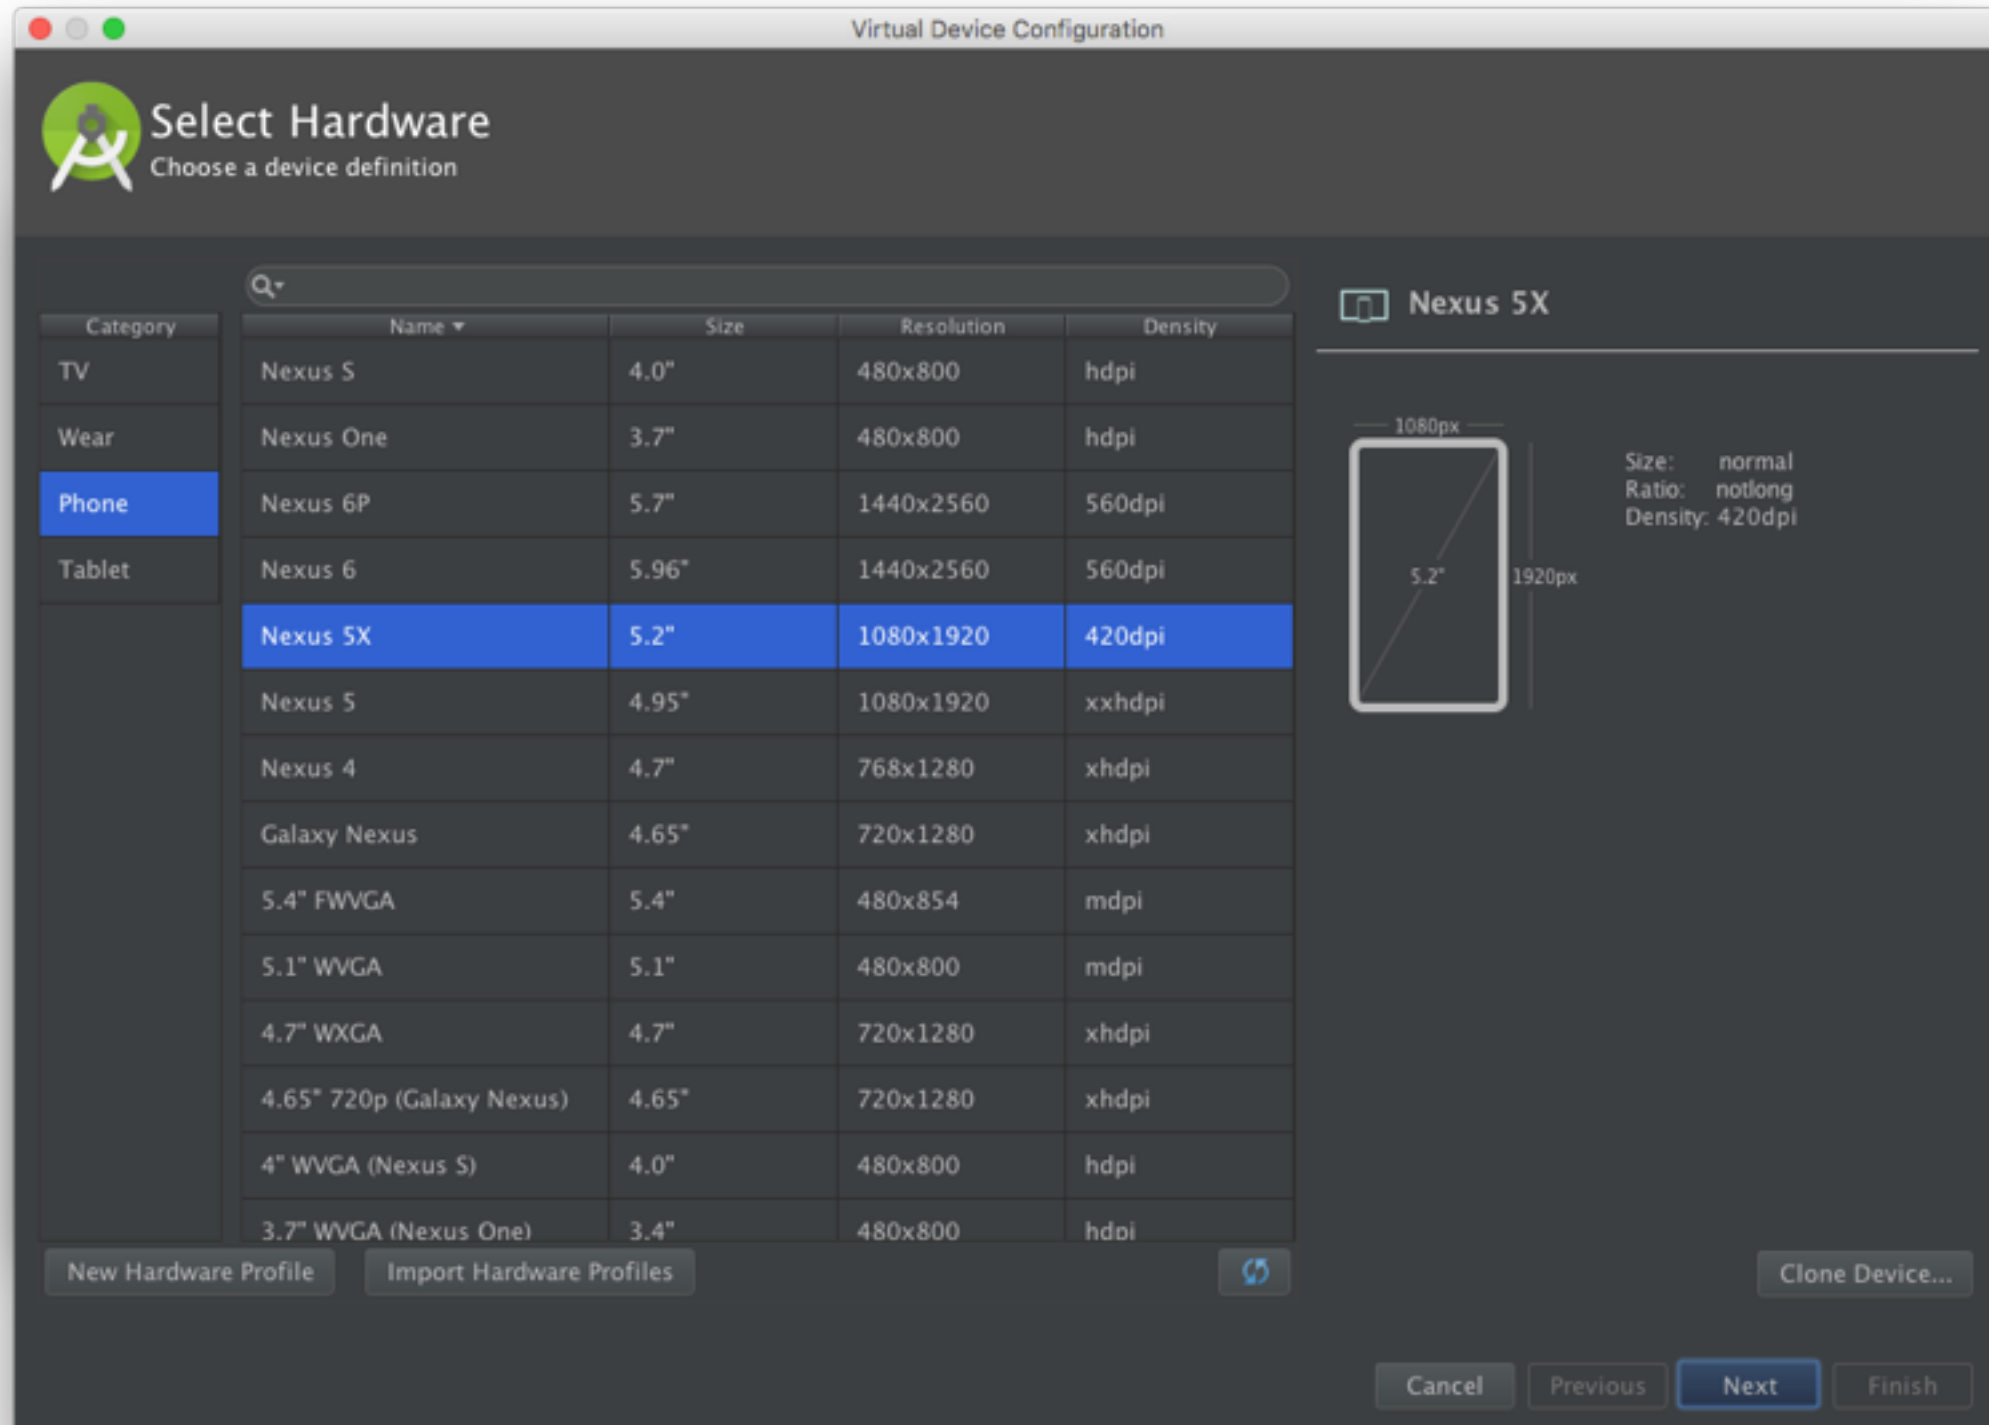 Virtual Device Configuration
Select Hardware
Choose a device definition
Category Name Size Resolution Density
TV
Wear
Phone
Tablet
Nexus S 4.0" 480x800 hdpi
Nexus One 3.7" 480x800 hdpi
Nexus 6P 5.7" 1440x2560 560dpi
Nexus 6 5.96" 1440x2560 560dpi
Nexus 5X 5.2" 1080x1920 420dpi
Nexus 5 4.95" 1080x1920 xxhdpi
Nexus 4 4.7" 768x1280 xhdpi
Galaxy Nexus 4.65" 720x1280 xhdpi
5.4" FWVGA 5.4" 480x854 mdpi
5.1" WVGA 5.1" 480x800 mdpi
4.7" WXGA 4.7" 720x1280 xhdpi
4.65" 720p (Galaxy Nexus) 4.65" 720x1280 xhdpi
4" WVGA (Nexus S) 4.0" 480x800 hdpi
3.7" WVGA (Nexus One) 3.4" 480x800 hdpi
Nexus 5X
1080px
5.2"
1920px
Size: normal
Ratio: notlong
Density: 420dpi
New Hardware Profile Import Hardware Profiles Clone Device...
Cancel Previous Next Finish